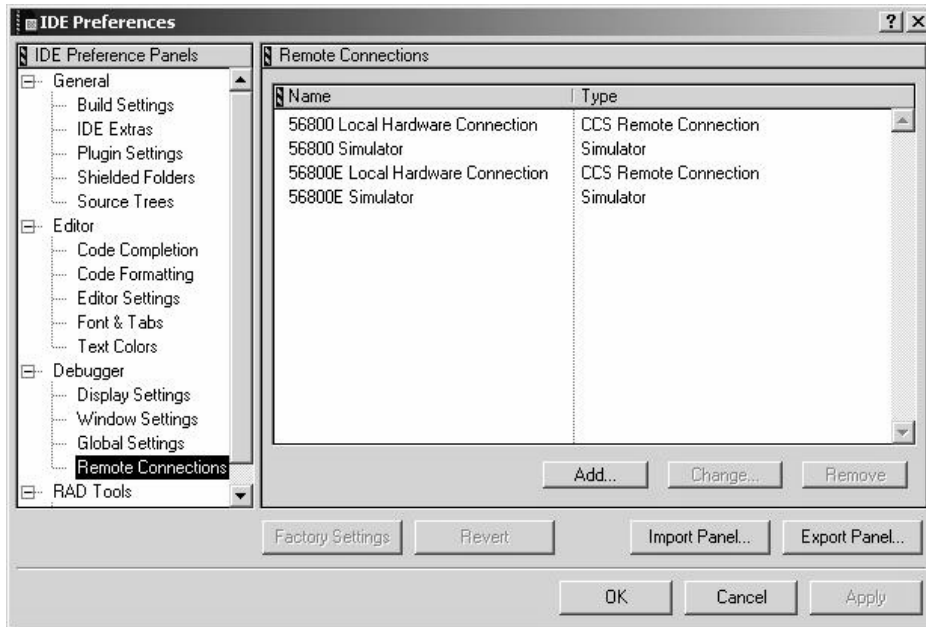 IDE Preferences
IDE Preference Panels
General
Build Settings
IDE Extras
Plugin Settings
Shielded Folders
Source Trees
Editor
Code Completion
Code Formatting
Editor Settings
Font & Tabs
Text Colors
Debugger
Display Settings
Window Settings
Global Settings
Remote Connections
RAD Tools
Remote Connections
Name Type
56800 Local Hardware Connection CCS Remote Connection
56800 Simulator Simulator
56800E Local Hardware Connection CCS Remote Connection
56800E Simulator Simulator
Add... Change... Remove
Factory Settings Revert Import Panel... Export Panel...
OK Cancel Apply